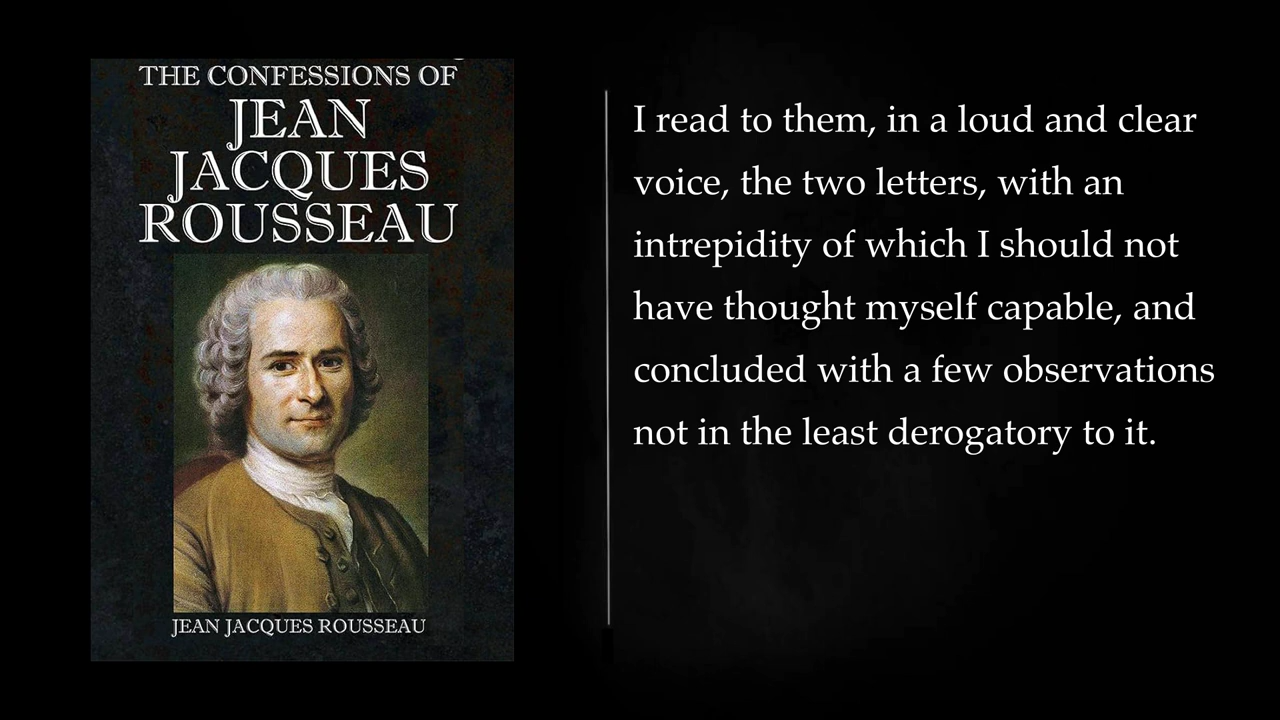 THE CONFESSIONS OF
JEAN
JACQUES
ROUSSEAU
JEAN JACQUES ROUSSEAU
I read to them, in a loud and clear
voice, the two letters, with an
intrepidity of which I should not
have thought myself capable, and
concluded with a few observations
not in the least derogatory to it.